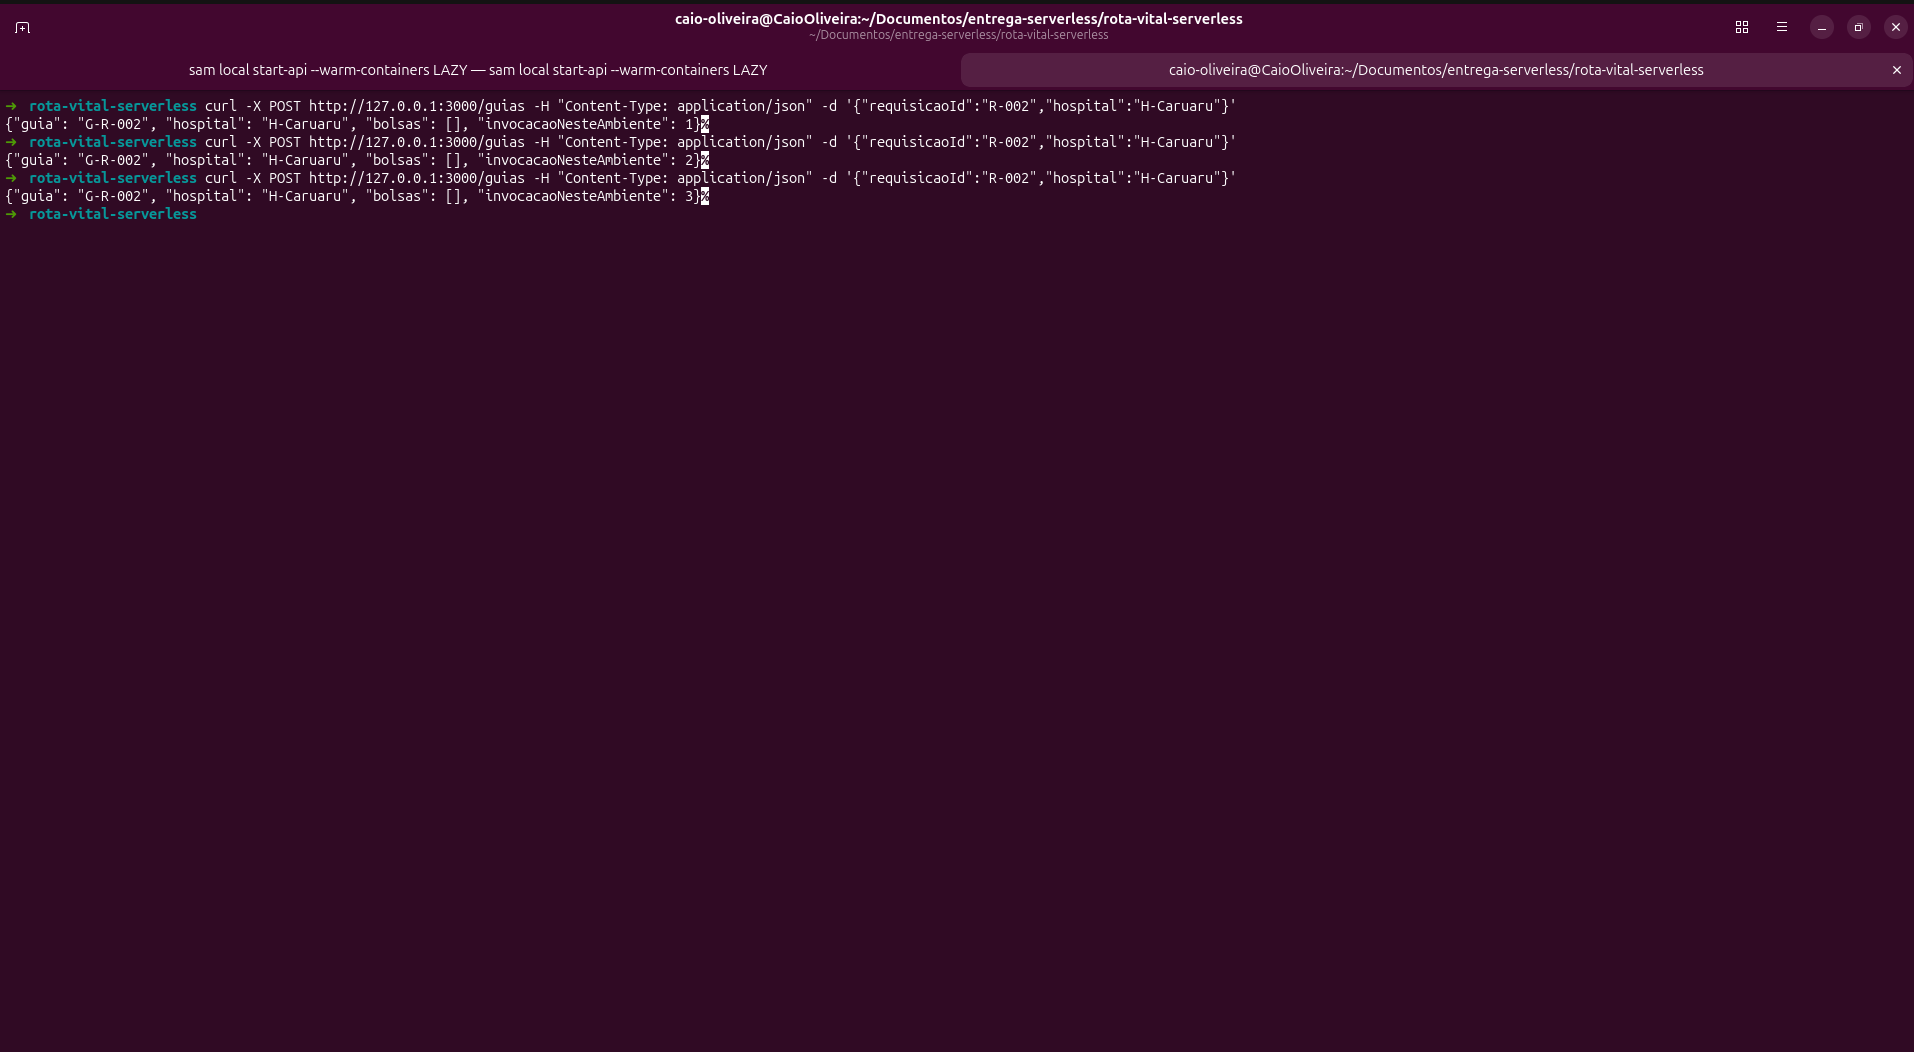 caio-oliveira@CaioOliveira:~/Documentos/entrega-serverless/rota-vital-serverless
~/Documentos/entrega-serverless/rota-vital-serverless
sam local start-api --warm-containers LAZY — sam local start-api --warm-containers LAZY
caio-oliveira@CaioOliveira:~/Documentos/entrega-serverless/rota-vital-serverless
➜ rota-vital-serverless curl -X POST http://127.0.0.1:3000/guias -H "Content-Type: application/json" -d '{"requisicaoId":"R-002","hospital":"H-Caruaru"}'
{"guia": "G-R-002", "hospital": "H-Caruaru", "bolsas": [], "invocacaoNesteAmbiente": 1}%
➜ rota-vital-serverless curl -X POST http://127.0.0.1:3000/guias -H "Content-Type: application/json" -d '{"requisicaoId":"R-002","hospital":"H-Caruaru"}'
{"guia": "G-R-002", "hospital": "H-Caruaru", "bolsas": [], "invocacaoNesteAmbiente": 2}%
➜ rota-vital-serverless curl -X POST http://127.0.0.1:3000/guias -H "Content-Type: application/json" -d '{"requisicaoId":"R-002","hospital":"H-Caruaru"}'
{"guia": "G-R-002", "hospital": "H-Caruaru", "bolsas": [], "invocacaoNesteAmbiente": 3}%
➜ rota-vital-serverless